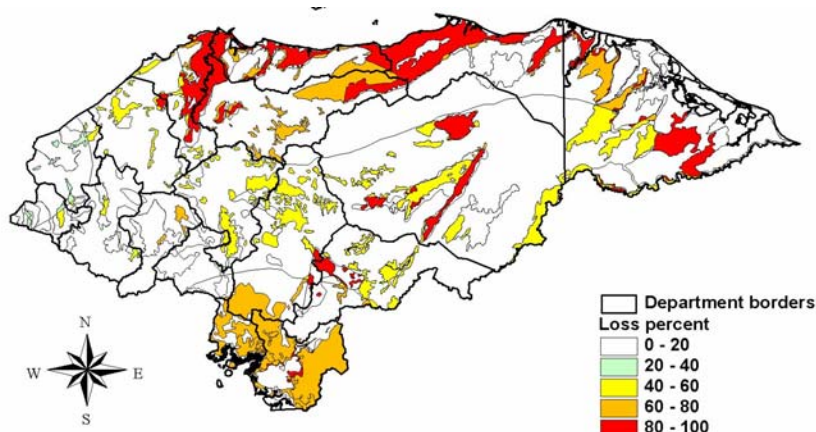 N
W E
S
Department borders
Loss percent
0 - 20
20 - 40
40 - 60
60 - 80
80 - 100